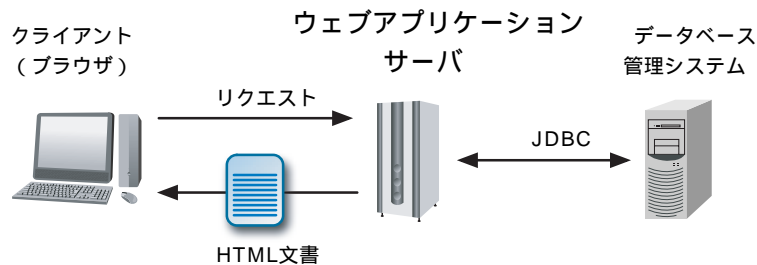 クライアント
（ブラウザ）
ウェブアプリケーション
サーバ
データベース
管理システム
リクエスト
JDBC
HTML文書